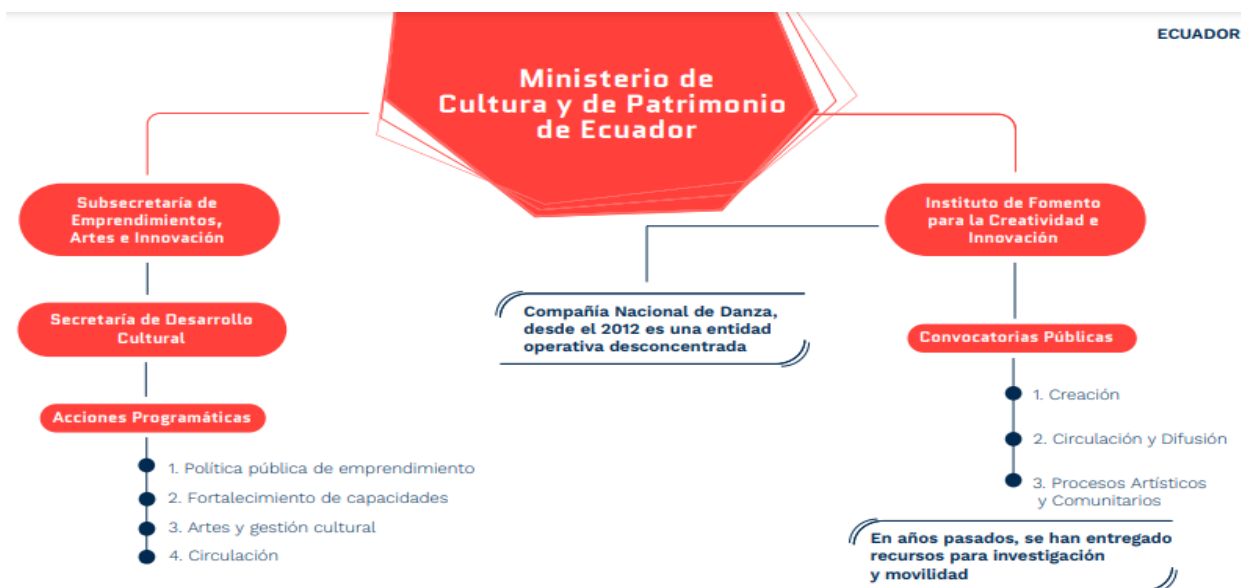 ECUADOR
Ministerio de
Cultura y de Patrimonio
de Ecuador
Subsecretaría de
Emprendimientos,
Artes e Innovación
Secretaría de Desarrollo
Cultural
Acciones Programáticas
1. Política pública de emprendimiento
2. Fortalecimiento de capacidades
3. Artes y gestión cultural
4. Circulación
Compañía Nacional de Danza,
desde el 2012 es una entidad
operativa desconcentrada
Instituto de Fomento
para la Creatividad e
Innovación
Convocatorias Públicas
1. Creación
2. Circulación y Difusión
3. Procesos Artísticos
y Comunitarios
En años pasados, se han entregado
recursos para investigación
y movilidad